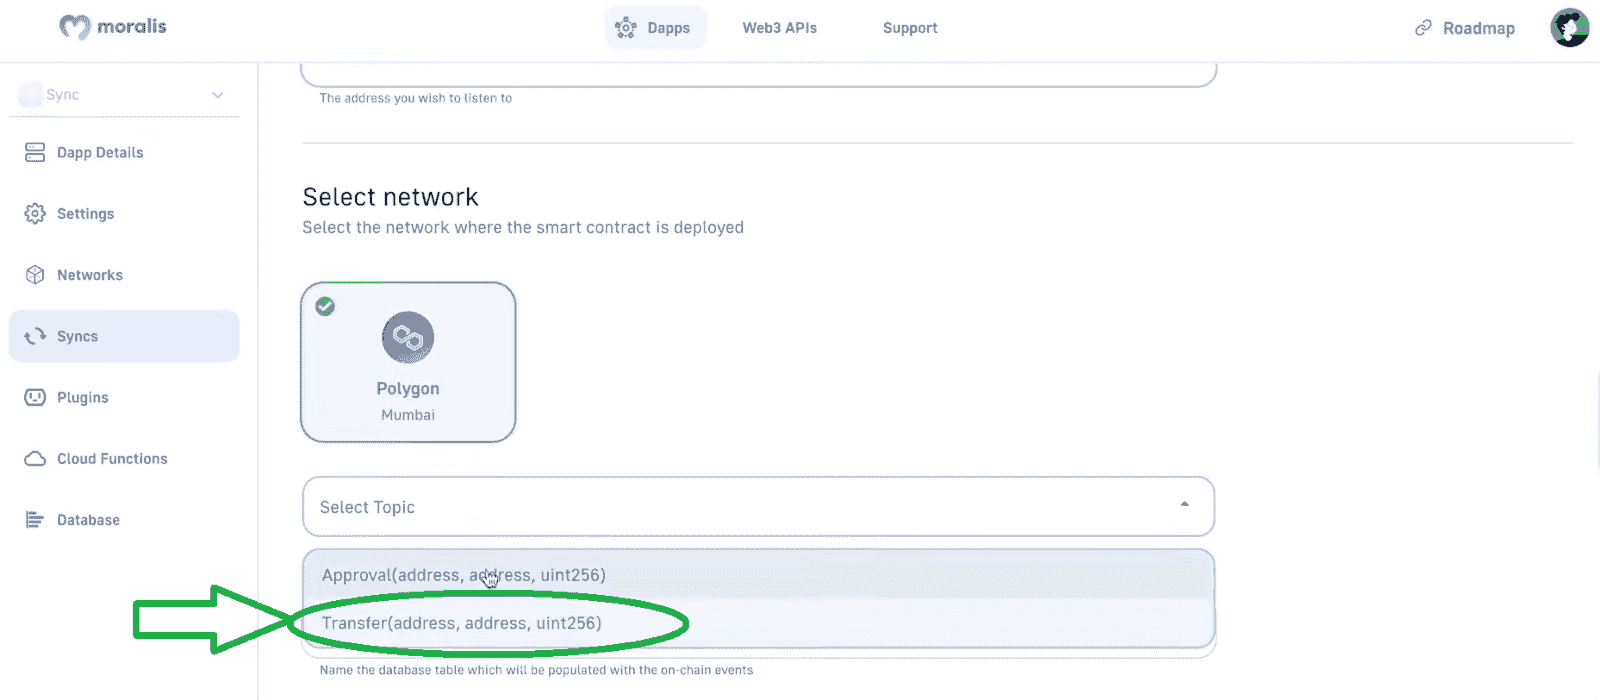 moralis
Dapps
Web3 APIs
Support
Roadmap
Sync
Dapp Details
Settings
Networks
Syncs
Plugins
Cloud Functions
Database
The address you wish to listen to
Select network
Select the network where the smart contract is deployed
Polygon
Mumbai
Select Topic
Approval(address, address, uint256)
Transfer(address, address, uint256)
Name the database table which will be populated with the on-chain events